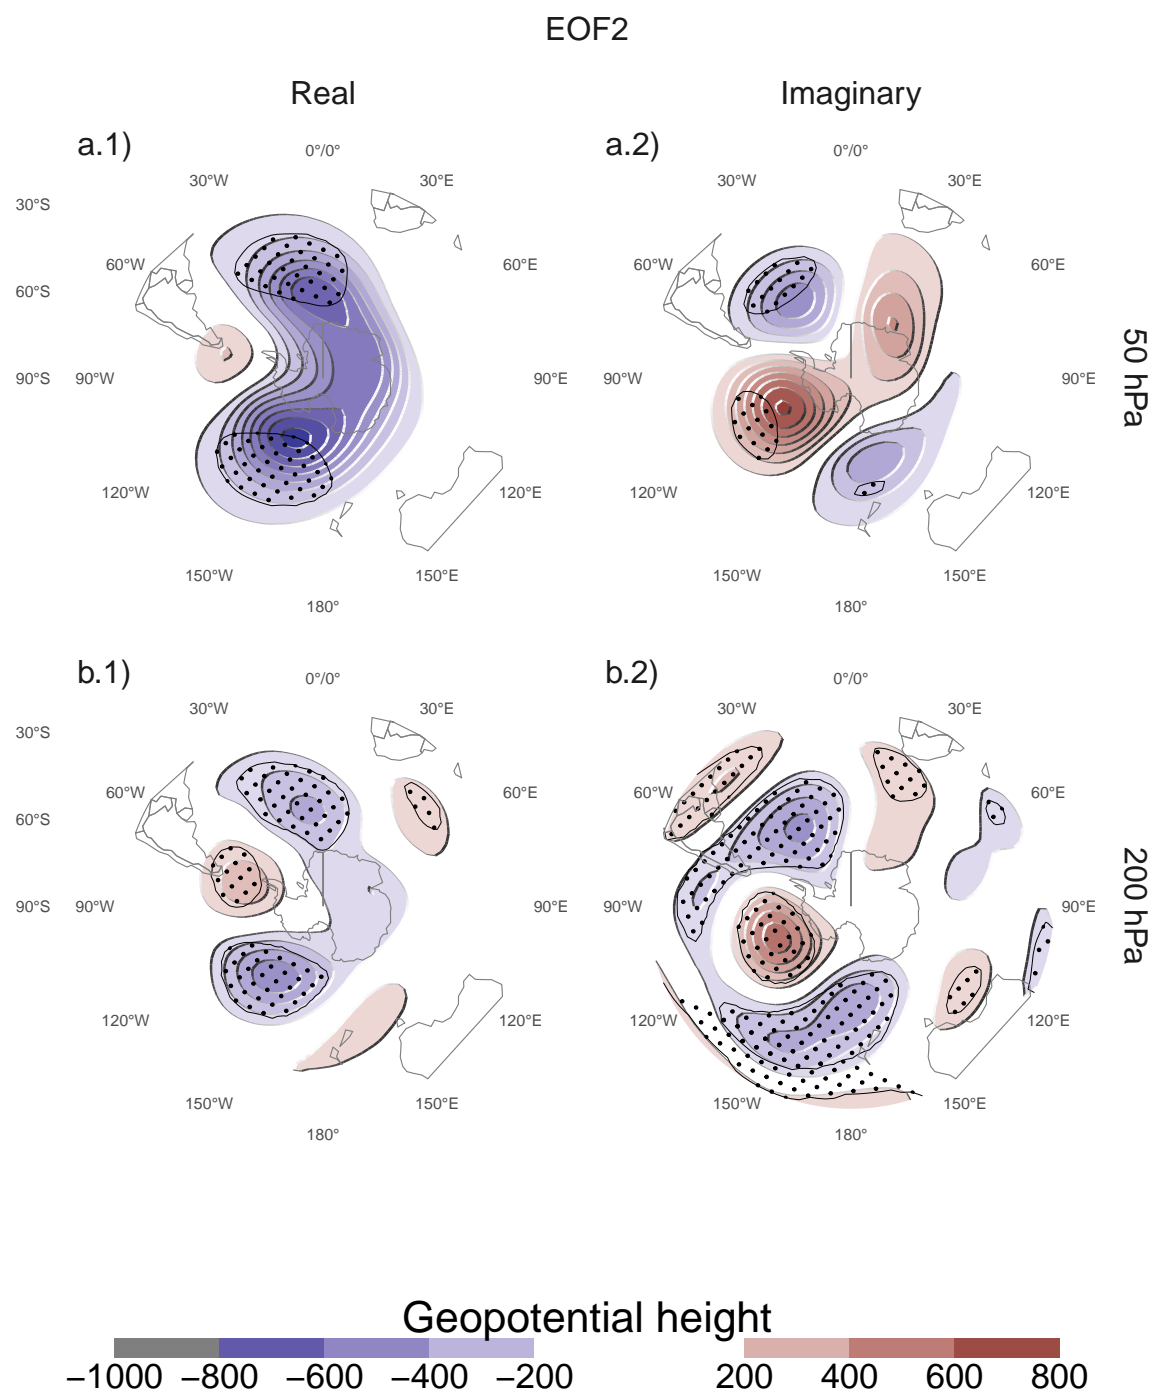 EOF2
Real Imaginary
a.1) a.2)
0°/0° 0°/0°
30°W 30°E 30°W 30°E
30°S
60°W 60°E 60°W 60°E
60°S
50 hPa
90°S 90°W 90°E 90°W 90°E
120°W 120°E 120°W 120°E
150°W 150°E 150°W 150°E
180° 180°
b.1) b.2)
0°/0° 0°/0°
30°W 30°E 30°W 30°E
30°S
60°W 60°E 60°W 60°E
60°S
200 hPa
90°S 90°W 90°E 90°W 90°E
120°W 120°E 120°W 120°E
150°W 150°E 150°W 150°E
180° 180°
Geopotential height
−1000 −800 −600 −400 −200 200 400 600 800